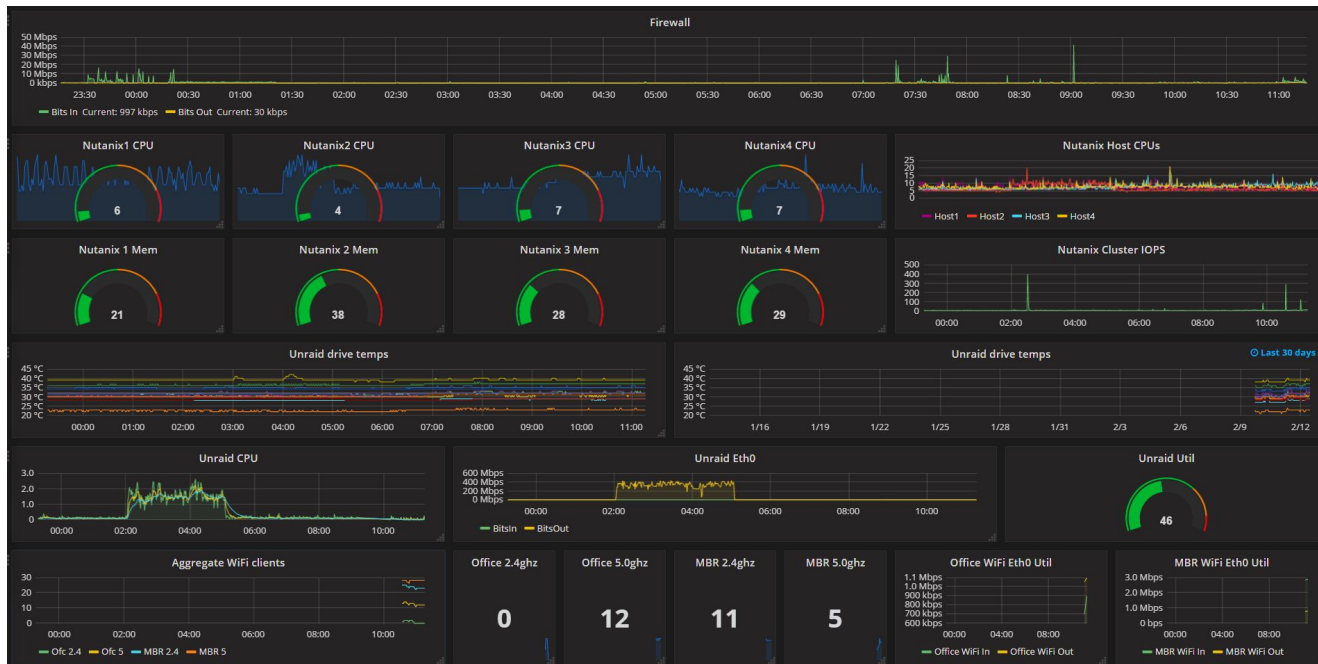 Firewall
50 Mbps
40 Mbps
30 Mbps
20 Mbps
10 Mbps
0 kbps
23:30 00:00 00:30 01:00 01:30 02:00 02:30 03:00 03:30 04:00 04:30 05:00 05:30 06:00 06:30 07:00 07:30 08:00 08:30 09:00 09:30 10:00 10:30 11:00
Bits In Current: 997 kbps Bits Out Current: 30 kbps
Nutanix1 CPU
6
Nutanix2 CPU
4
Nutanix3 CPU
7
Nutanix4 CPU
7
Nutanix Host CPUs
25
20
15
10
5
0
00:00 02:00 04:00 06:00 08:00 10:00
Host1 Host2 Host3 Host4
Nutanix 1 Mem
21
Nutanix 2 Mem
38
Nutanix 3 Mem
28
Nutanix 4 Mem
29
Nutanix Cluster IOPS
500
400
300
200
100
0
00:00 02:00 04:00 06:00 08:00 10:00
Unraid drive temps
45 °C
40 °C
35 °C
30 °C
25 °C
20 °C
00:00 01:00 02:00 03:00 04:00 05:00 06:00 07:00 08:00 09:00 10:00 11:00
Unraid drive temps
Last 30 days
45 °C
40 °C
35 °C
30 °C
25 °C
20 °C
1/16 1/19 1/22 1/25 1/28 1/31 2/3 2/6 2/9 2/12
Unraid CPU
3.0
2.0
1.0
0
00:00 02:00 04:00 06:00 08:00 10:00
Unraid Eth0
600 Mbps
400 Mbps
200 Mbps
0 Mbps
00:00 02:00 04:00 06:00 08:00 10:00
BitsIn BitsOut
Unraid Util
46
Aggregate WiFi clients
30
20
10
0
00:00 02:00 04:00 06:00 08:00 10:00
Ofc 2.4 Ofc 5 MBR 2.4 MBR 5
Office 2.4ghz
0
Office 5.0ghz
12
MBR 2.4ghz
11
MBR 5.0ghz
5
Office WiFi Eth0 Util
1.1 Mbps
1.0 Mbps
900 kbps
800 kbps
700 kbps
600 kbps
00:00 04:00 08:00
Office WiFi In Office WiFi Out
MBR WiFi Eth0 Util
3.0 Mbps
2.0 Mbps
1.0 Mbps
0 bps
00:00 04:00 08:00
MBR WiFi In MBR WiFi Out